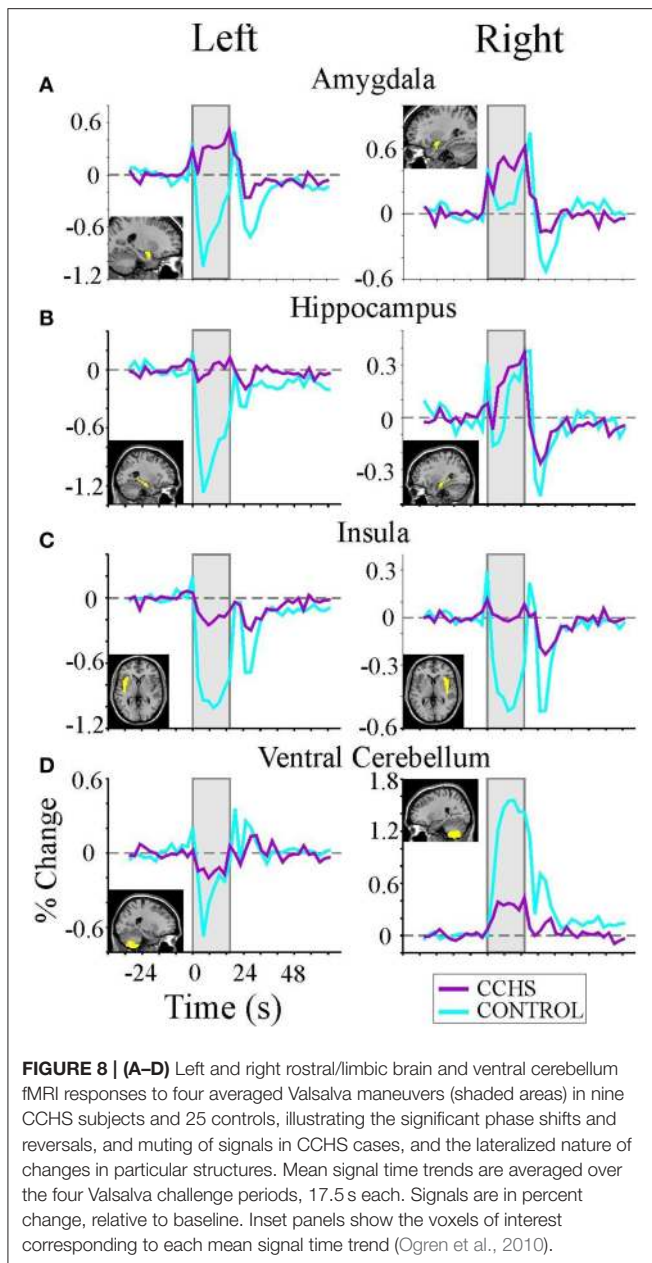 Left Right
A Amygdala
0.6
0
-0.6
-1.2
0.6
0
-0.6
B Hippocampus
0
-0.6
-1.2
0.3
0
-0.3
C Insula
0
-0.6
-1.2
0.3
0
-0.3
-0.6
D Ventral Cerebellum
0.6
0
-0.6
% Change
-24 0 24 48
Time (s)
1.8
1.2
0.6
0
CCHS
CONTROL
FIGURE 8 | (A–D) Left and right rostral/limbic brain and ventral cerebellum
fMRI responses to four averaged Valsalva maneuvers (shaded areas) in nine
CCHS subjects and 25 controls, illustrating the significant phase shifts and
reversals, and muting of signals in CCHS cases, and the lateralized nature of
changes in particular structures. Mean signal time trends are averaged over
the four Valsalva challenge periods, 17.5 s each. Signals are in percent
change, relative to baseline. Inset panels show the voxels of interest
corresponding to each mean signal time trend (Ogren et al., 2010).